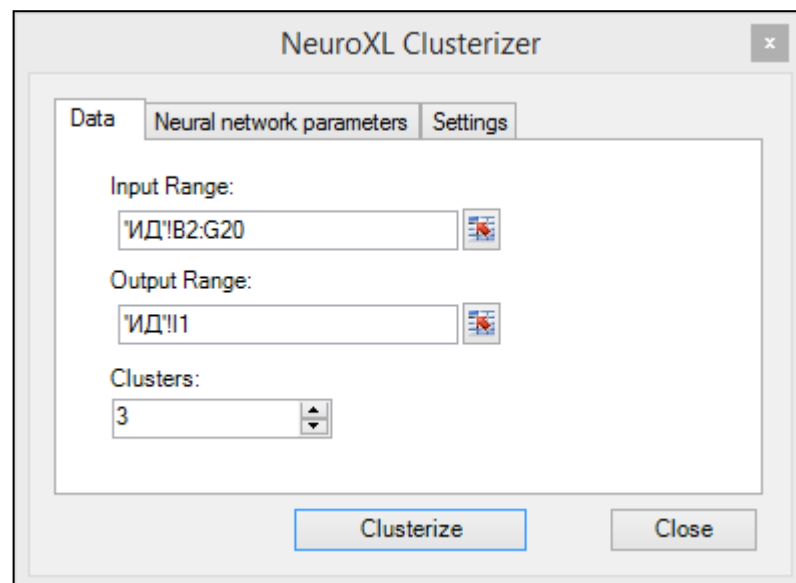 NeuroXL Clusterizer
x
Data Neural network parameters Settings
Input Range:
"ИД"!B2:G20
Output Range:
"ИД"!I1
Clusters:
3
Clusterize Close